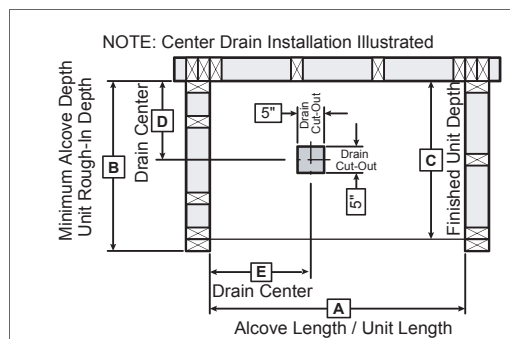 NOTE: Center Drain Installation Illustrated
Minimum Alcove Depth
Unit Rough-In Depth
B
Drain Center
D
5"
Drain
Cut-Out
Drain
Cut-Out
5"
C
Finished Unit Depth
E
Drain Center
A
Alcove Length / Unit Length